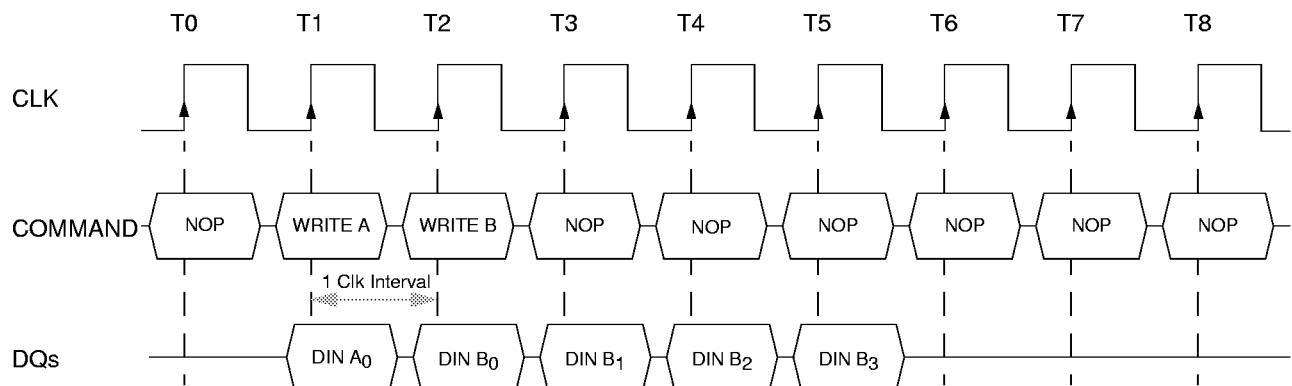 T0 T1 T2 T3 T4 T5 T6 T7 T8
CLK
COMMAND NOP WRITE A WRITE B NOP NOP NOP NOP NOP NOP
1 Clk Interval
DQs DIN A0 DIN B0 DIN B1 DIN B2 DIN B3